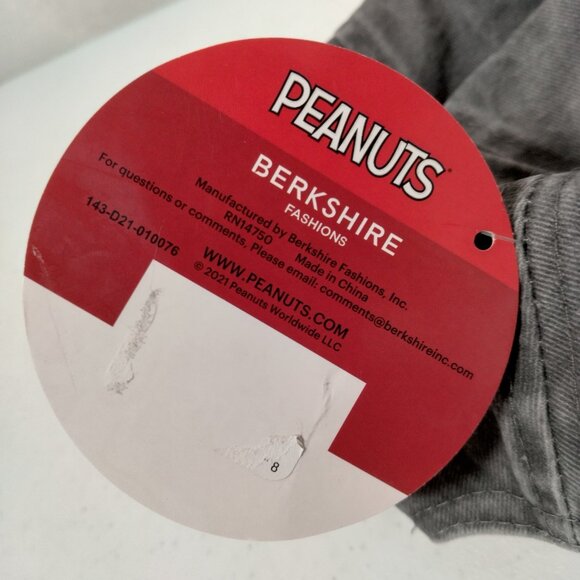 PEANUTS
BERKSHIRE
FASHIONS
Manufactured by Berkshire Fashions, Inc.
RN14750 Made in China
For questions or comments, Please email: comments@berkshireinc.com
143-D21-010076
WWW.PEANUTS.COM
© 2021 Peanuts Worldwide LLC
8